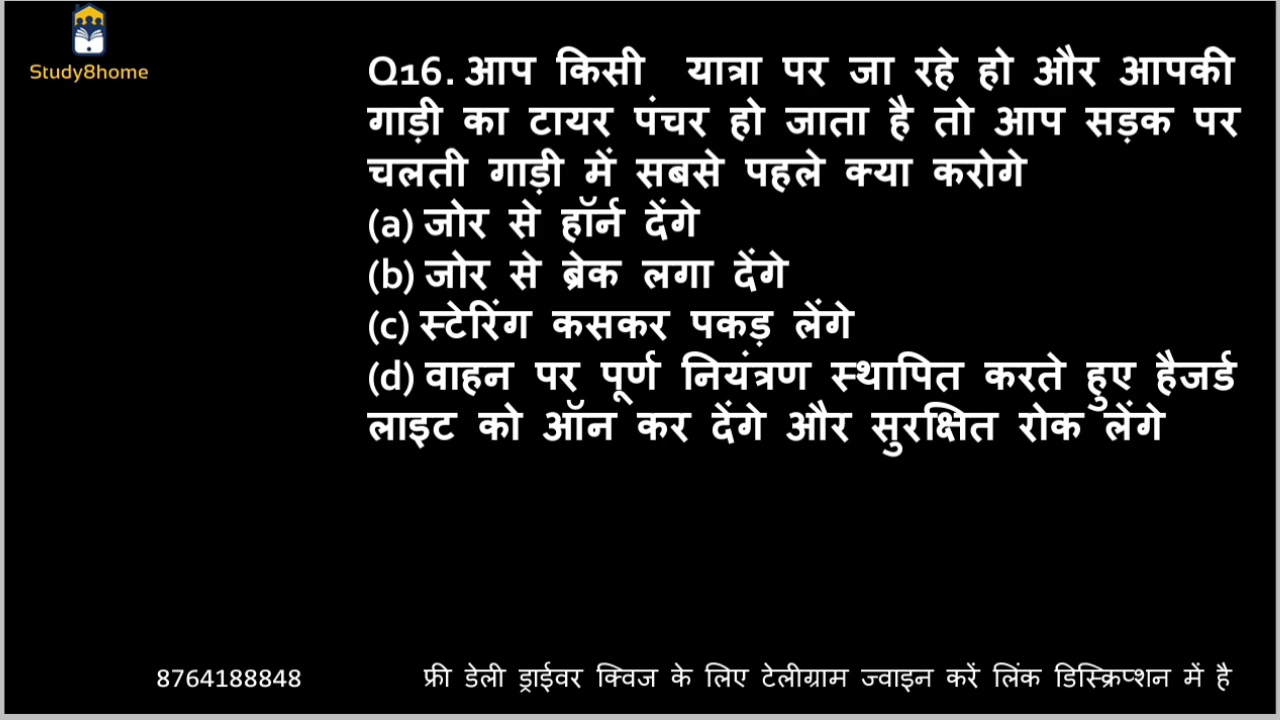 Study8home
Q16. आप किसी यात्रा पर जा रहे हो और आपकी
गाड़ी का टायर पंचर हो जाता है तो आप सड़क पर
चलती गाड़ी में सबसे पहले क्या करोगे
(a) जोर से हॉर्न देंगे
(b) जोर से ब्रेक लगा देंगे
(c) स्टेरिंग कसकर पकड़ लेंगे
(d) वाहन पर पूर्ण नियंत्रण स्थापित करते हुए हैजर्ड
लाइट को ऑन कर देंगे और सुरक्षित रोक लेंगे
8764188848 फ्री डेली ड्राईवर क्विज के लिए टेलीग्राम ज्वाइन करें लिंक डिस्क्रिप्शन में है